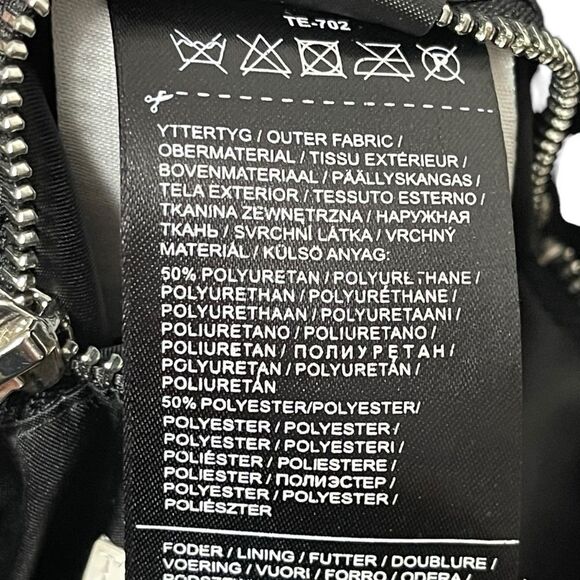 TE-702
YTTERTYG / OUTER FABRIC /
OBERMATERIAL / TISSU EXTÉRIEUR /
BOVENMATERIAAL / PÄÄLLYSKANGAS /
TELA EXTERIOR / TESSUTO ESTERNO /
TKANINA ZEWNĘTRZNA / НАРУЖНАЯ
ТКАНЬ / SVRCHNÍ LÁTKA / VRCHNÝ
MATERIÁL / KÜLSŐ ANYAG:
50% POLYURETAN / POLYURETHANE /
POLYURETHAN / POLYURÉTHANE /
POLYURETHAAN / POLYURETAANI /
POLIURETANO / POLIURETANO /
POLIURETAN / ПОЛИУРЕТАН /
POLYURETAN / POLYURETÁN /
POLIURETÁN
50% POLYESTER/POLYESTER/
POLYESTER / POLYESTER /
POLYESTER / POLYESTERI /
POLIÉSTER / POLIESTERE /
POLIESTER / ПОЛИЭСТЕР /
POLYESTER / POLYESTER /
POLIÉSZTER
FODER / LINING / FUTTER / DOUBLURE /
VOERING / VUORI / FORRO / FODERA /